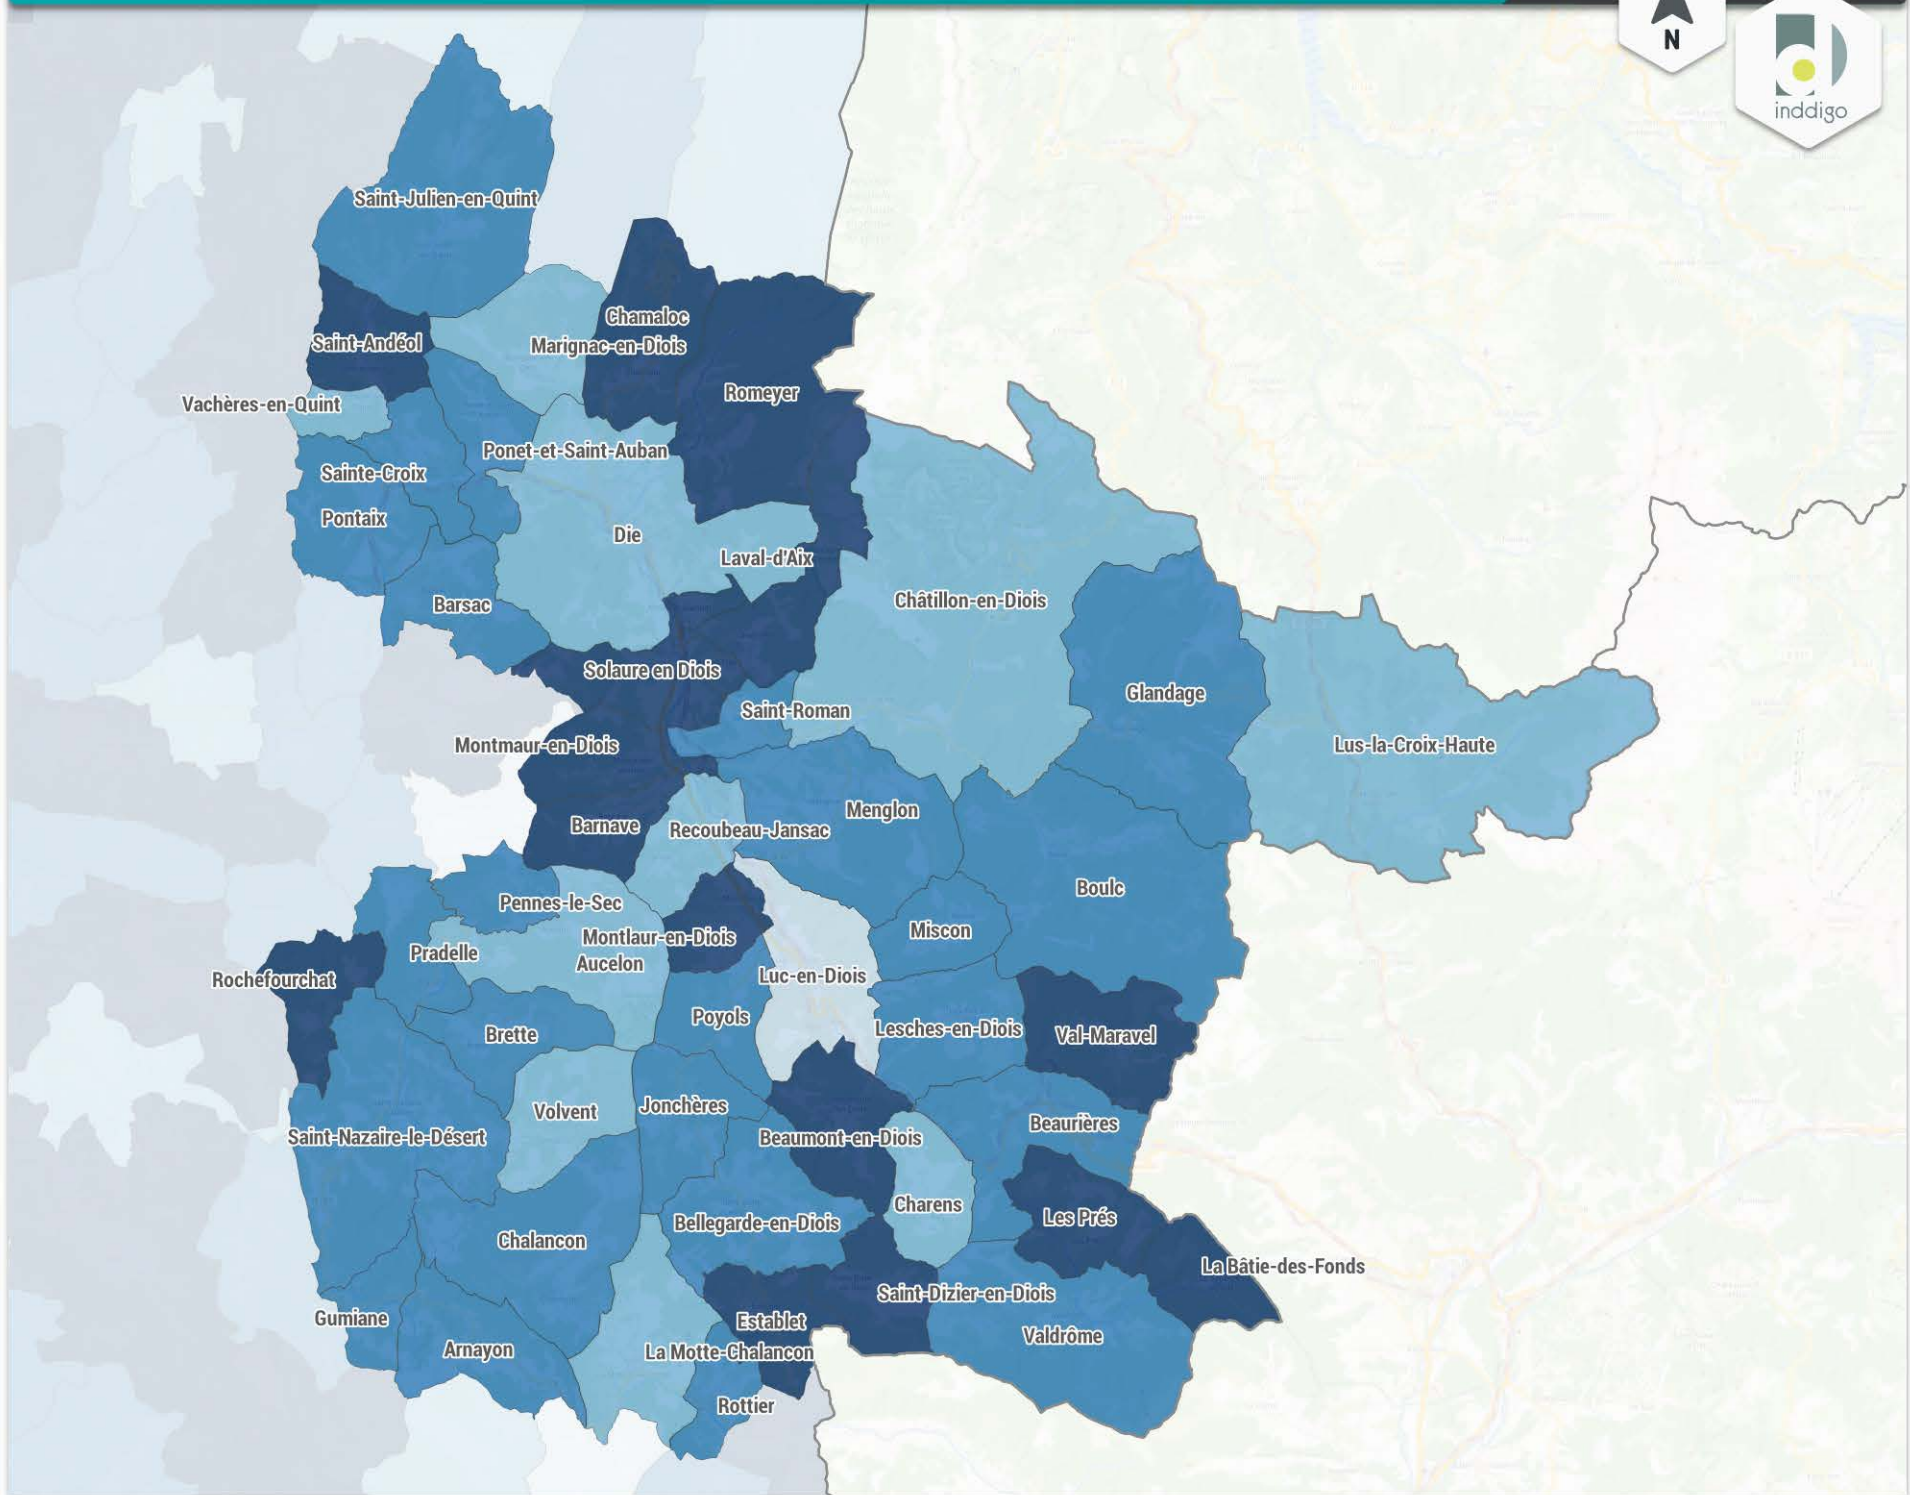 N
inddigo
Saint-Julien-en-Quint
Chamaloc
Saint-Andéol
Marignac-en-Diois
Romeyer
Vachères-en-Quint
Ponet-et-Saint-Auban
Sainte-Croix
Pontaix
Die
Laval-d'Aix
Châtillon-en-Diois
Barsac
Solaure en Diois
Glandage
Saint-Roman
Montmaur-en-Diois
Lus-la-Croix-Haute
Menglon
Barnave
Recoubeau-Jansac
Boulc
Pennes-le-Sec
Miscon
Montlaur-en-Diois
Pradelle
Aucelon
Luc-en-Diois
Rochefourchat
Poyols
Lesches-en-Diois
Brette
Val-Maravel
Jonchères
Volvent
Beaurières
Saint-Nazaire-le-Désert
Beaumont-en-Diois
Charens
Les Prés
Bellegarde-en-Diois
Chalancon
La Bâtie-des-Fonds
Saint-Dizier-en-Diois
Gumiane
Establet
Valdrôme
Arnayon
La Motte-Chalancon
Rottier